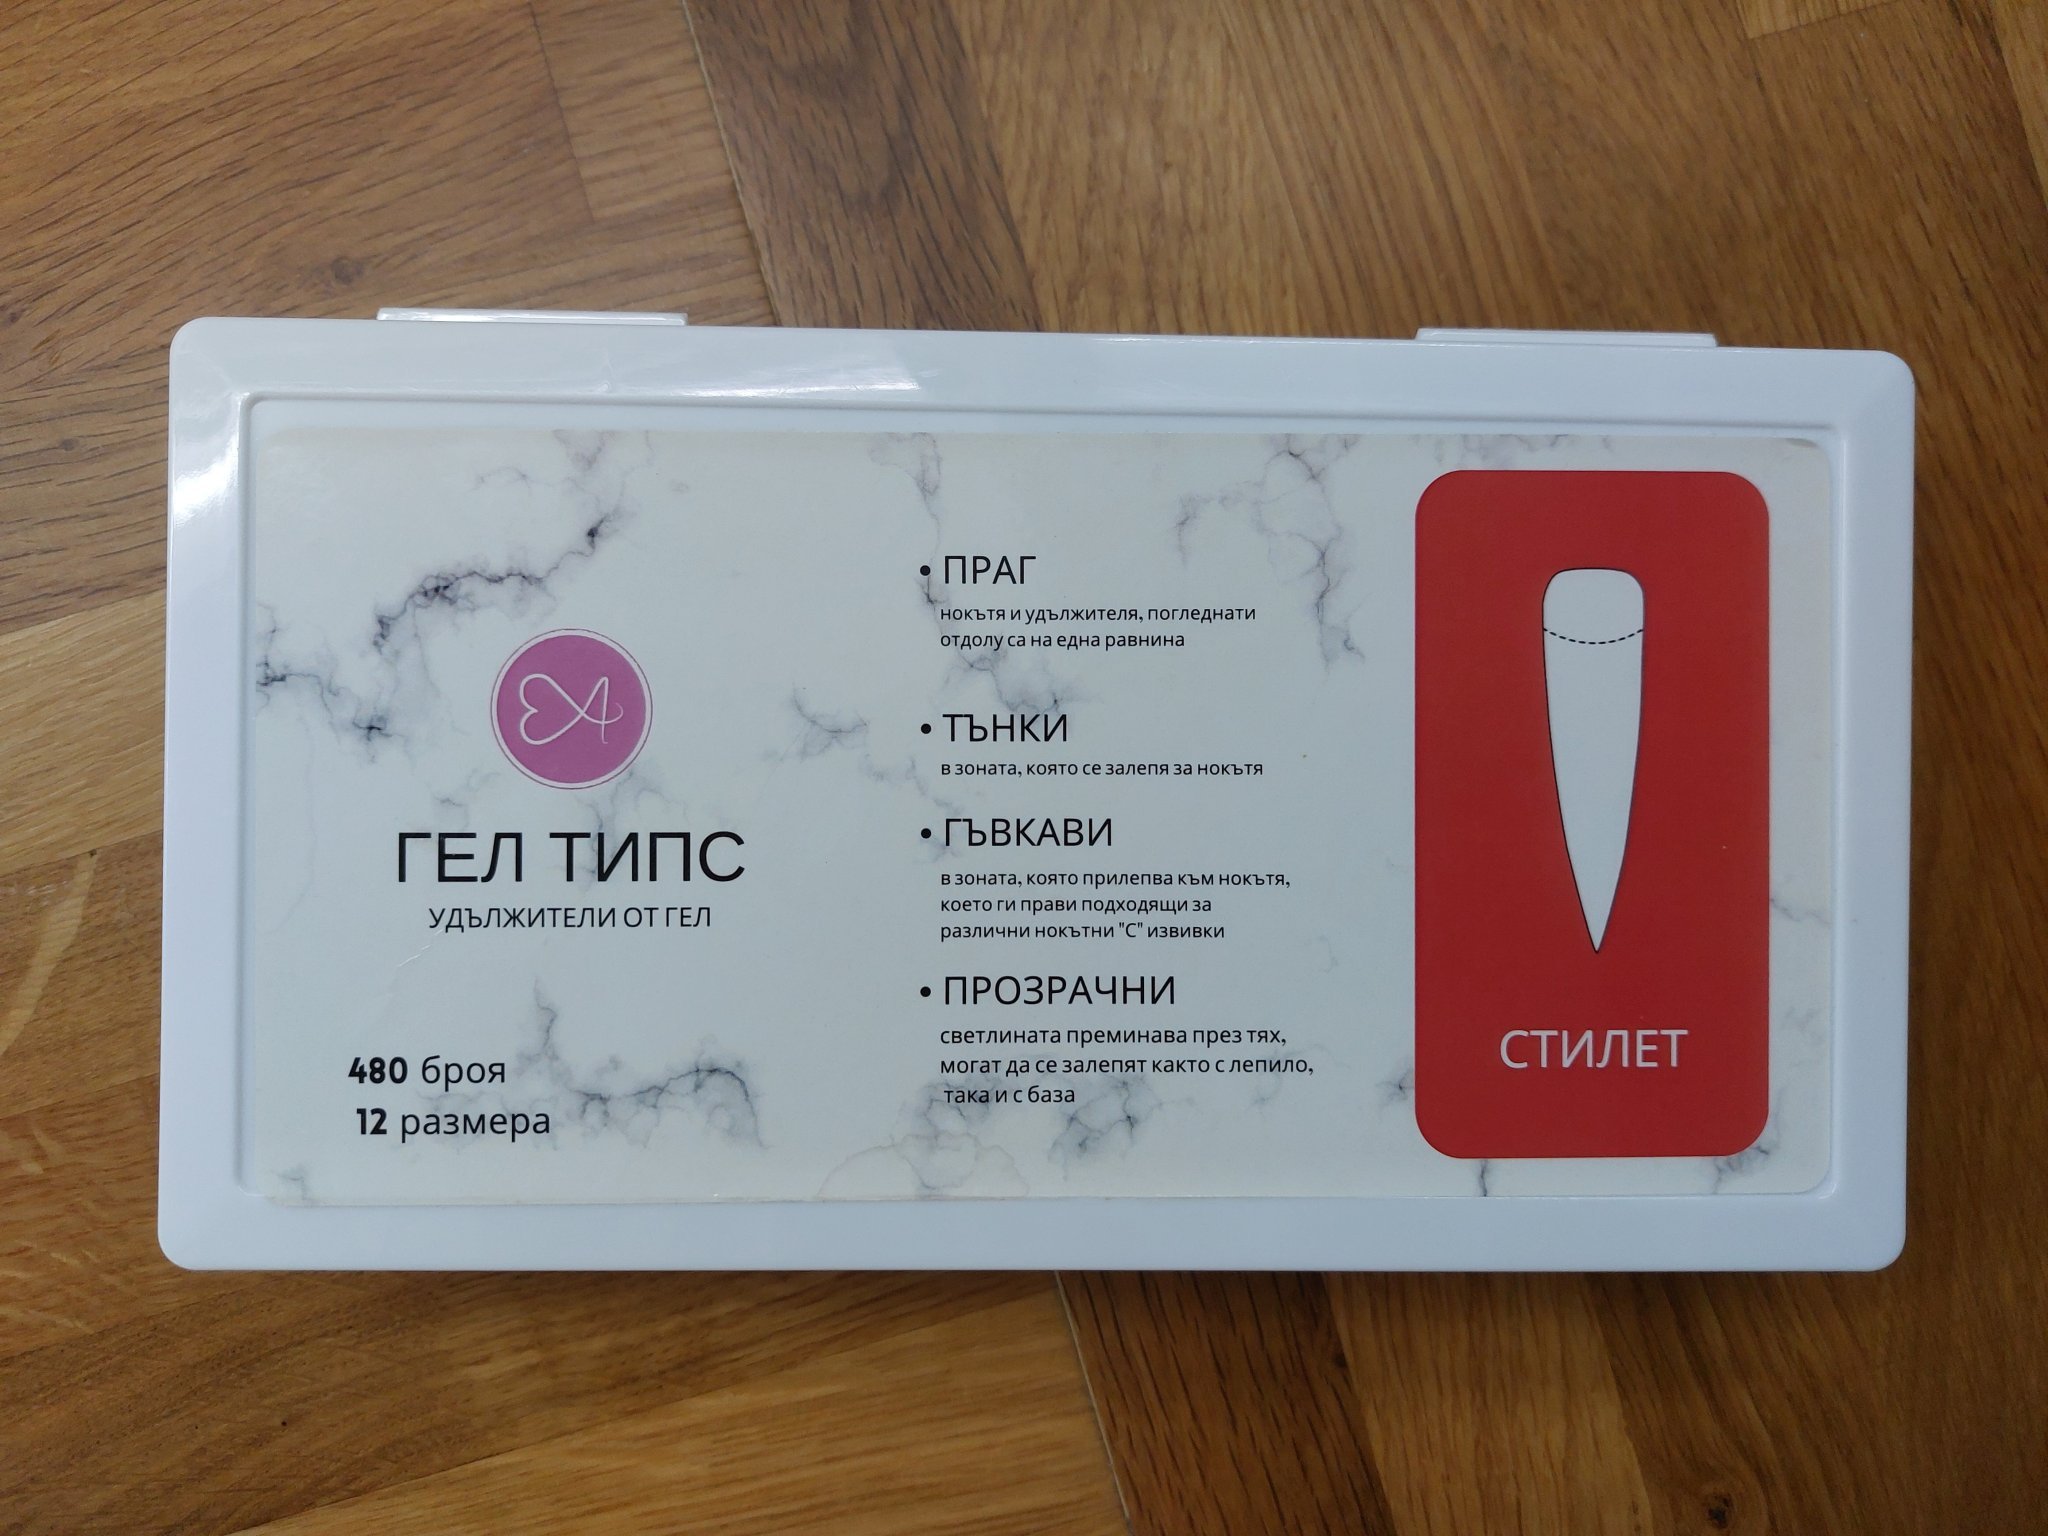 ГЕЛ ТИПС
УДЪЛЖИТЕЛИ ОТ ГЕЛ
480 броя
12 размера
• ПРАГ
нокътя и удължителя, погледнати
отдолу са на една равнина
• ТЪНКИ
в зоната, която се залепя за нокътя
• ГЪВКАВИ
в зоната, която прилепва към нокътя,
което ги прави подходящи за
различни нокътни "С" извивки
• ПРОЗРАЧНИ
светлината преминава през тях,
могат да се залепят както с лепило,
така и с база
СТИЛЕТ